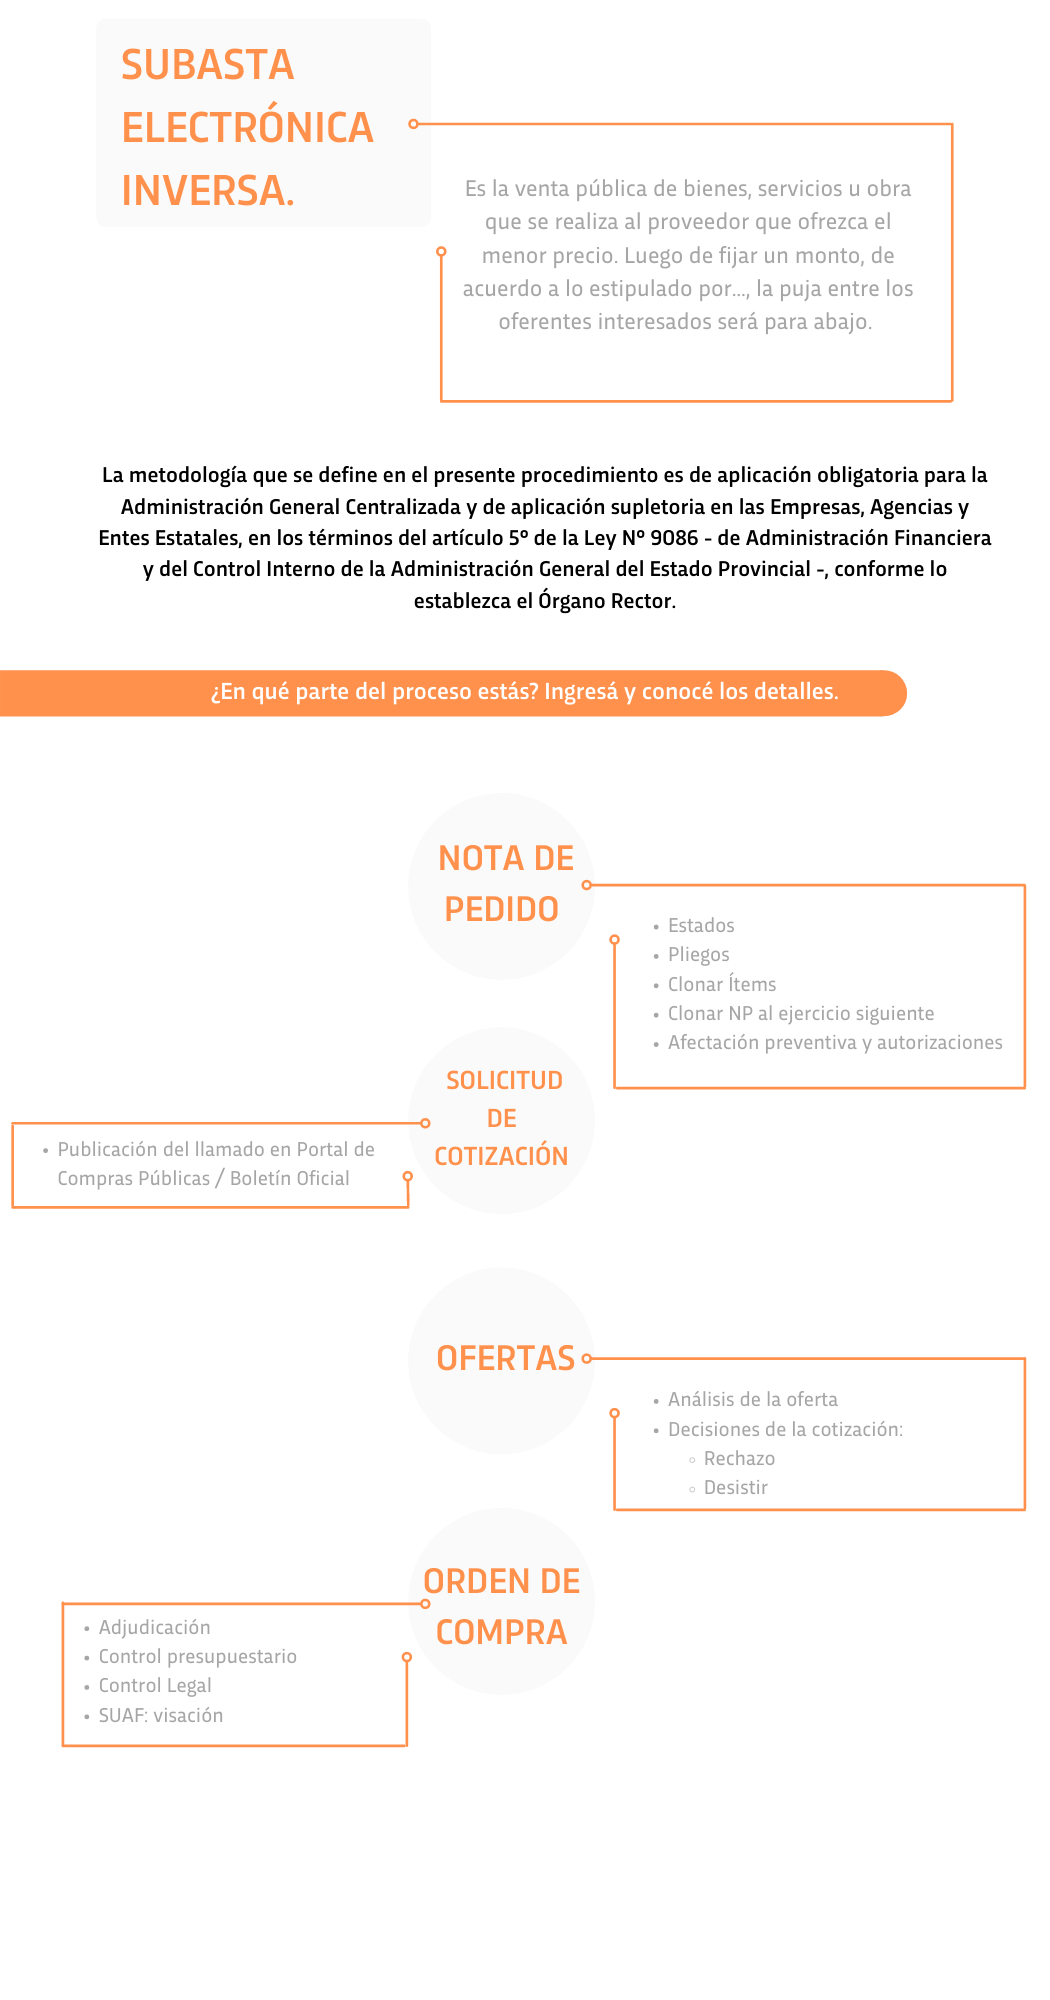 SUBASTA
ELECTRÓNICA
INVERSA.
Es la venta pública de bienes, servicios u obra
que se realiza al proveedor que ofrezca el
menor precio. Luego de fijar un monto, de
acuerdo a lo estipulado por..., la puja entre los
oferentes interesados será para abajo.
La metodología que se define en el presente procedimiento es de aplicación obligatoria para la
Administración General Centralizada y de aplicación supletoria en las Empresas, Agencias y
Entes Estatales, en los términos del artículo 5º de la Ley Nº 9086 - de Administración Financiera
y del Control Interno de la Administración General del Estado Provincial -, conforme lo
establezca el Órgano Rector.
¿En qué parte del proceso estás? Ingresá y conocé los detalles.
NOTA DE
PEDIDO
• Estados
• Pliegos
• Clonar Ítems
• Clonar NP al ejercicio siguiente
• Afectación preventiva y autorizaciones
SOLICITUD
DE
COTIZACIÓN
• Publicación del llamado en Portal de
Compras Públicas / Boletín Oficial
OFERTAS
• Análisis de la oferta
• Decisiones de la cotización:
◦ Rechazo
◦ Desistir
ORDEN DE
COMPRA
• Adjudicación
• Control presupuestario
• Control Legal
• SUAF: visación